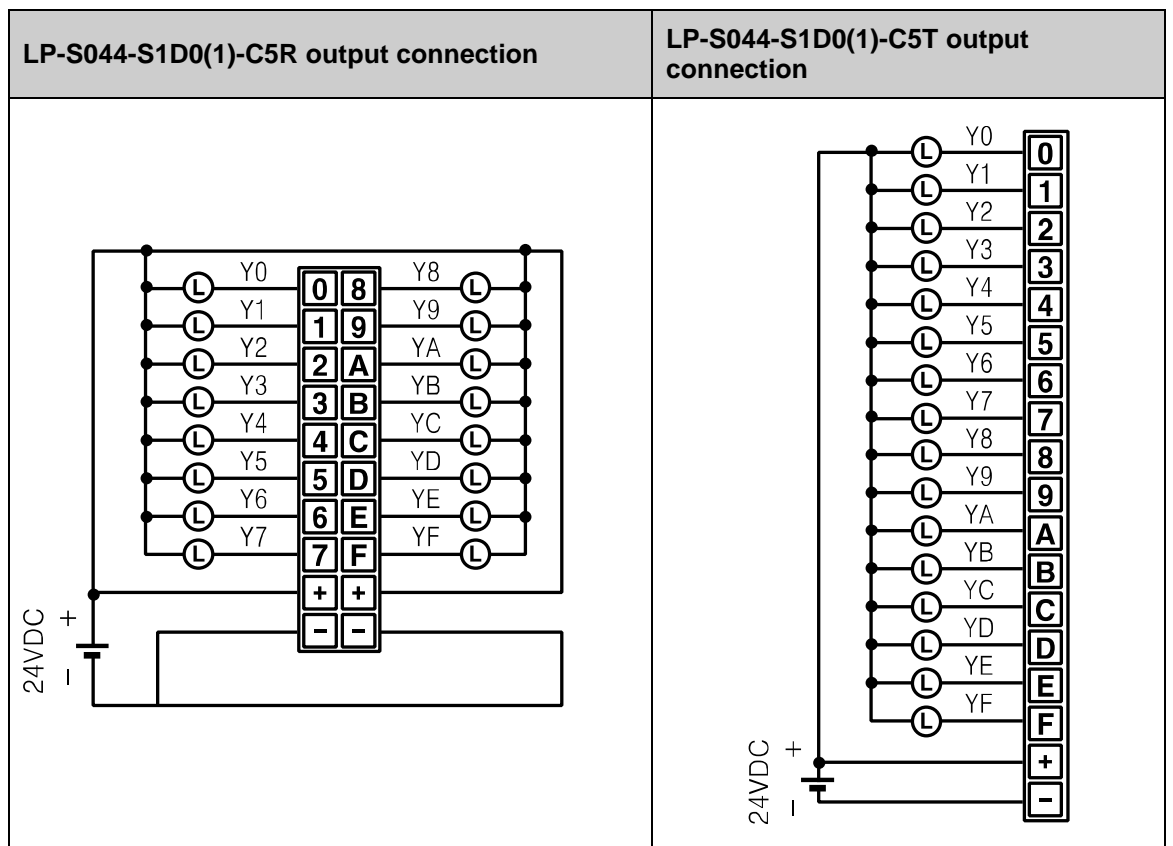 LP-S044-S1D0(1)-C5R output connection
LP-S044-S1D0(1)-C5T output
connection
L Y0 0 8 Y8 L
L Y1 1 9 Y9 L
L Y2 2 A YA L
L Y3 3 B YB L
L Y4 4 C YC L
L Y5 5 D YD L
L Y6 6 E YE L
L Y7 7 F YF L
+ +
- -
24VDC + -
L Y0 0
L Y1 1
L Y2 2
L Y3 3
L Y4 4
L Y5 5
L Y6 6
L Y7 7
L Y8 8
L Y9 9
L YA A
L YB B
L YC C
L YD D
L YE E
L YF F
+
-
24VDC + -